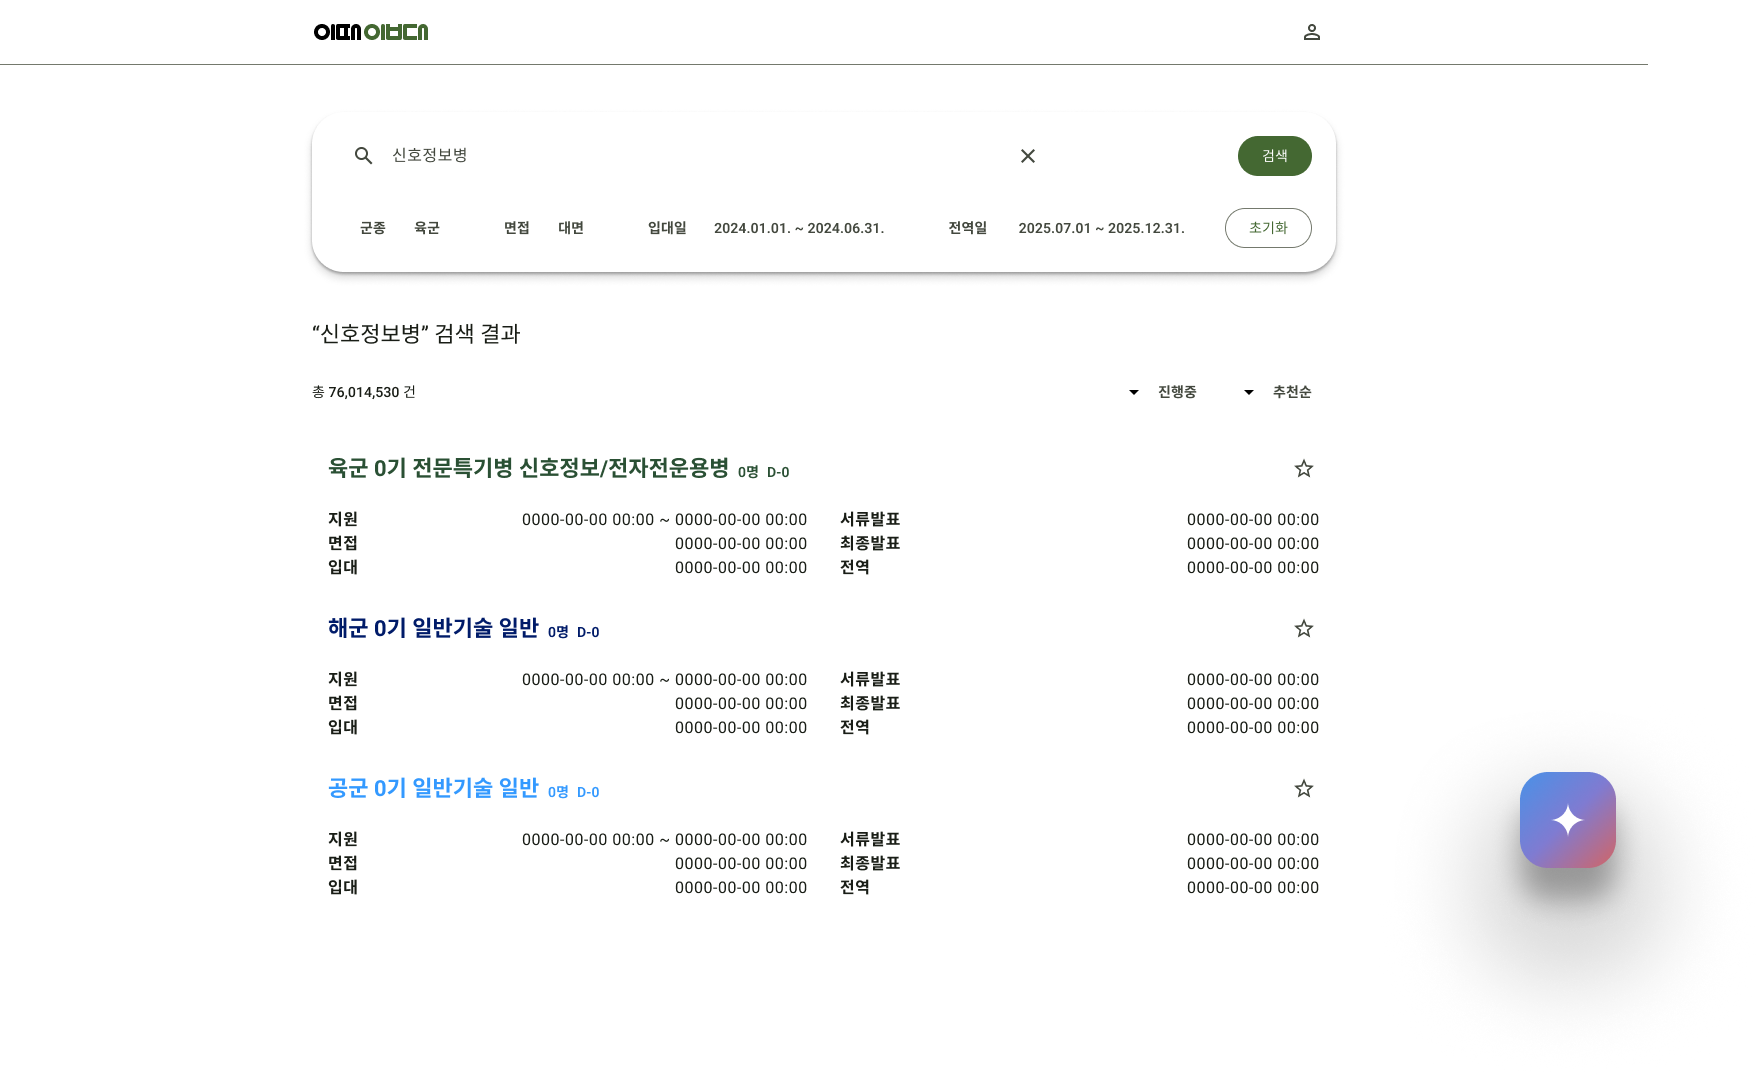 신호정보병
검색
군종 육군 면접 대면 입대일 2024.01.01. ~ 2024.06.31. 전역일 2025.07.01 ~ 2025.12.31. 초기화
“신호정보병” 검색 결과
총 76,014,530 건 진행중 추천순
육군 0기 전문특기병 신호정보/전자전운용병 0명 D-0
지원 0000-00-00 00:00 ~ 0000-00-00 00:00 서류발표 0000-00-00 00:00
면접 0000-00-00 00:00 최종발표 0000-00-00 00:00
입대 0000-00-00 00:00 전역 0000-00-00 00:00
해군 0기 일반기술 일반 0명 D-0
지원 0000-00-00 00:00 ~ 0000-00-00 00:00 서류발표 0000-00-00 00:00
면접 0000-00-00 00:00 최종발표 0000-00-00 00:00
입대 0000-00-00 00:00 전역 0000-00-00 00:00
공군 0기 일반기술 일반 0명 D-0
지원 0000-00-00 00:00 ~ 0000-00-00 00:00 서류발표 0000-00-00 00:00
면접 0000-00-00 00:00 최종발표 0000-00-00 00:00
입대 0000-00-00 00:00 전역 0000-00-00 00:00